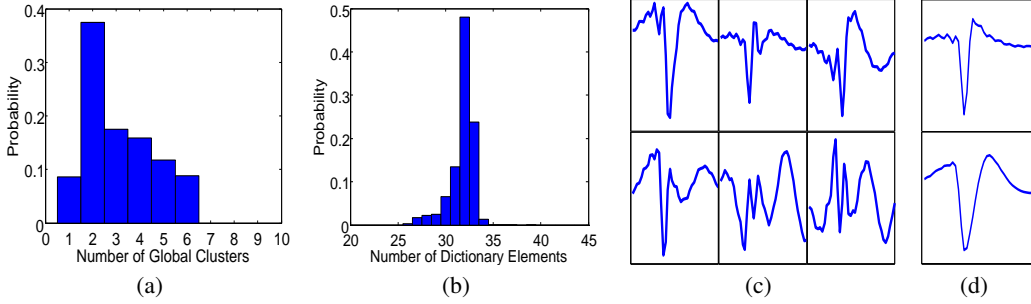 0.4
0.3
0.2
0.1
0
Probability
0 1 2 3 4 5 6 7 8 9 10
Number of Global Clusters
(a)
0.5
0.4
0.3
0.2
0.1
0
Probability
20 25 30 35 40 45
Number of Dictionary Elements
(b)
(c)
(d)